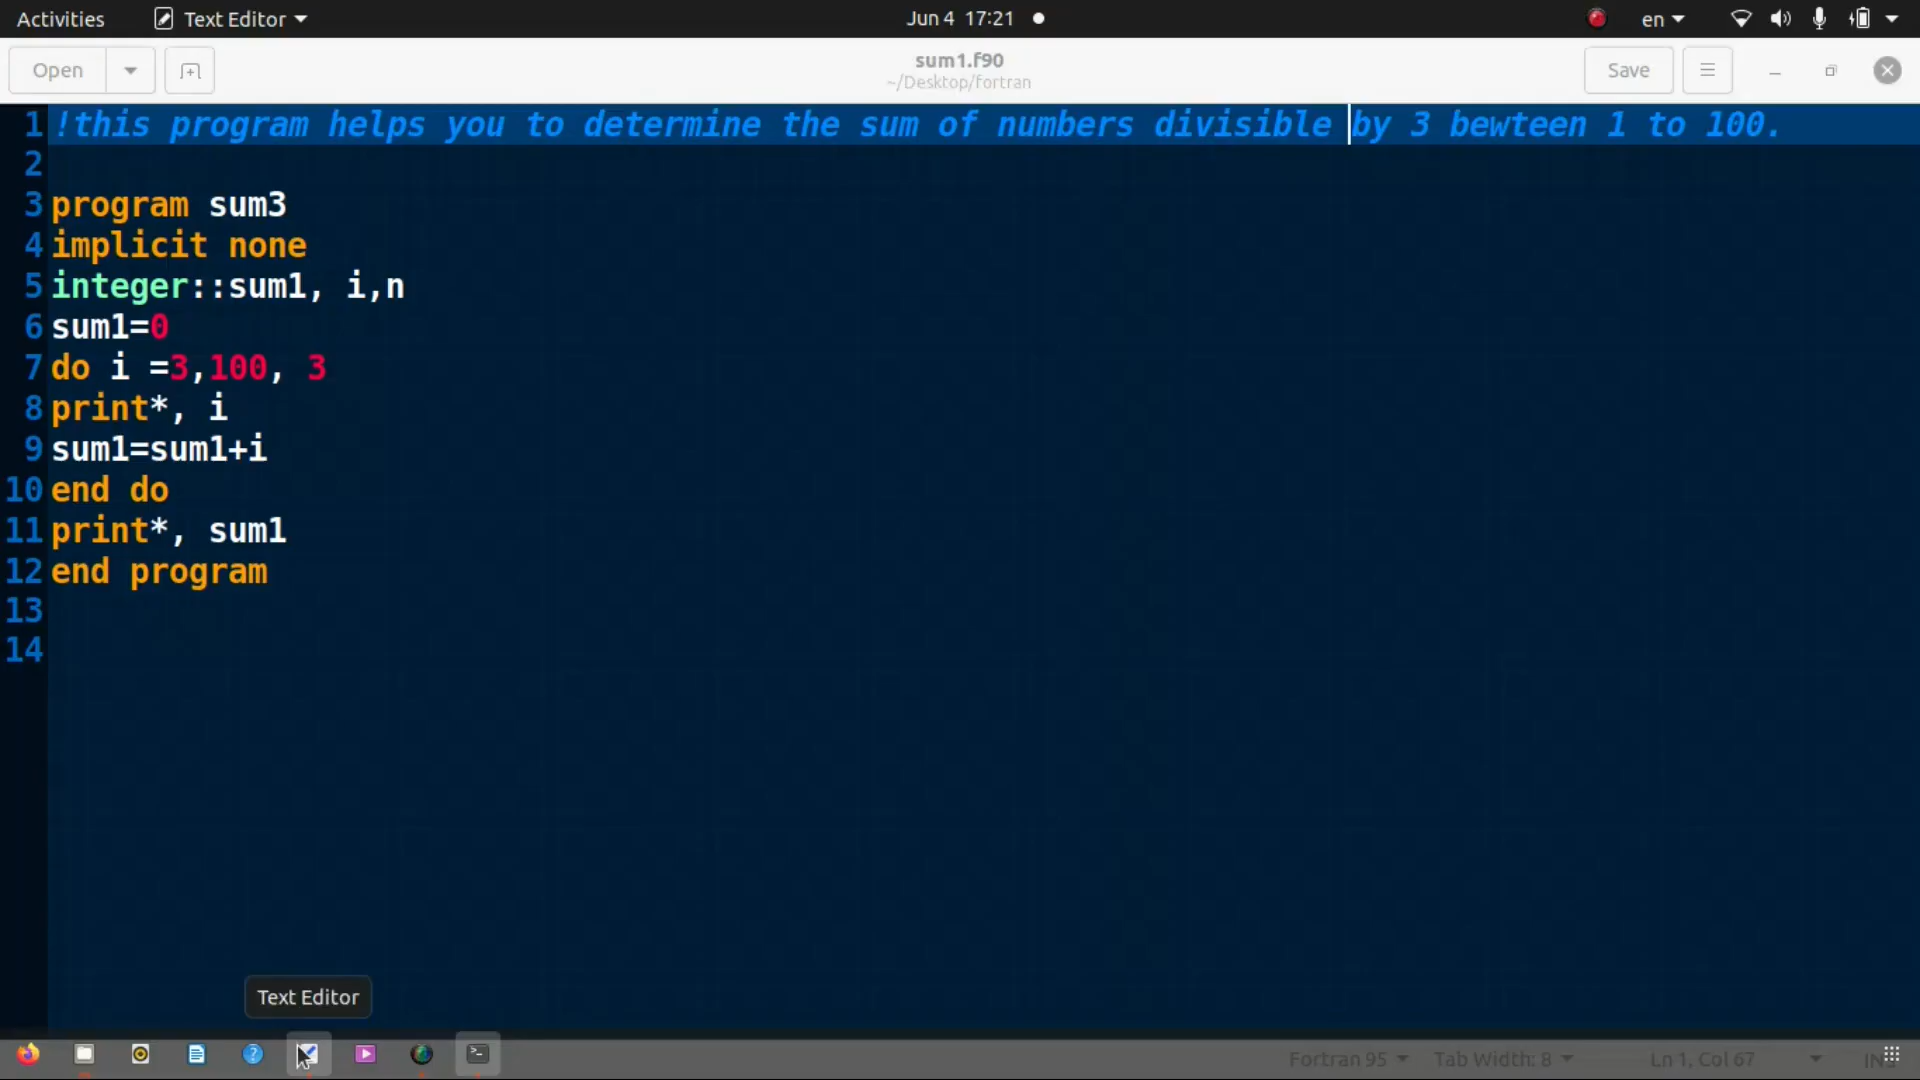 Activities Text Editor Jun 4 17:21 en
Open sum1.f90 Save
~/Desktop/fortran
1 !this program helps you to determine the sum of numbers divisible by 3 bewteen 1 to 100.
2
3 program sum3
4 implicit none
5 integer::sum1, i,n
6 sum1=0
7 do i =3,100, 3
8 print*, i
9 sum1=sum1+i
10 end do
11 print*, sum1
12 end program
13
14
Text Editor
Fortran 95 Tab Width: 8 Ln 1, Col 67